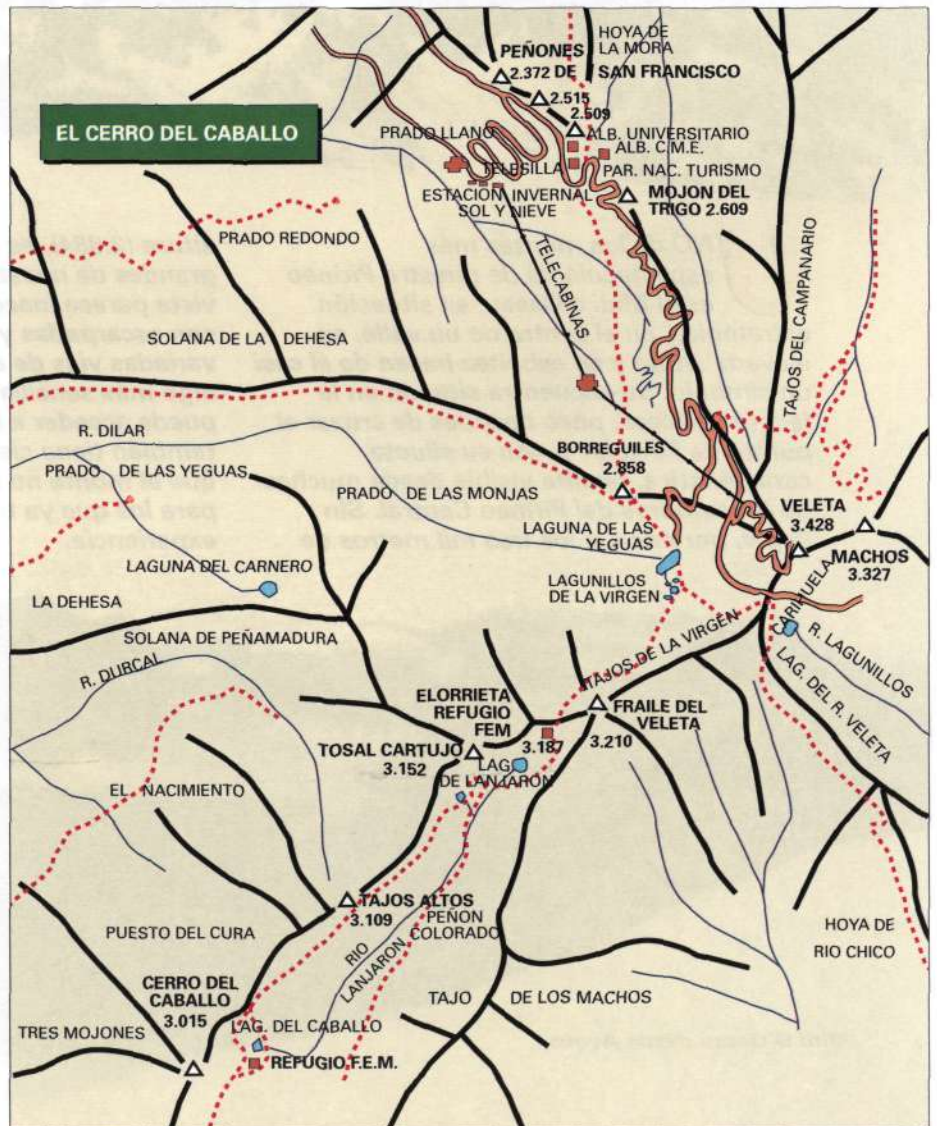 HOYA DE
LA MORA
PEÑONES
2.372 DE SAN FRANCISCO
2.515
2.509
EL CERRO DEL CABALLO
PRADO LLANO
ALB. UNIVERSITARIO
ALB. C.M.E.
TELESILLA
PAR. NAC. TURISMO
ESTACION INVERNAL
SOL Y NIEVE
MOJON DEL
TRIGO 2.609
PRADO REDONDO
TELECABINAS
TAJOS DEL CAMPANARIO
SOLANA DE LA DEHESA
R. DILAR
BORREGUILES
2.858
PRADO DE LAS YEGUAS
PRADO DE LAS MONJAS
VELETA
3.428
LAGUNA DE LAS
YEGUAS
MACHOS
3.327
LAGUNA DEL CARNERO
LAGUNILLOS
DE LA VIRGEN
CARIHUELA
LA DEHESA
SOLANA DE PEÑAMADURA
R. LAGUNILLOS
TAJOS DE LA VIRGEN
R. DURCAL
LAG. DEL R. VELETA
ELORRIETA
REFUGIO
FEM
FRAILE DEL
VELETA
3.187
3.210
TOSAL CARTUJO
3.152
LAG.
DE LANJARON
EL NACIMIENTO
TAJOS ALTOS
3.109
PEÑON
COLORADO
PUESTO DEL CURA
HOYA DE
RIO CHICO
RIO
LANJARON
CERRO DEL
CABALLO
3.015
TAJO DE LOS MACHOS
TRES MOJONES
LAG. DEL CABALLO
REFUGIO F.E.M.